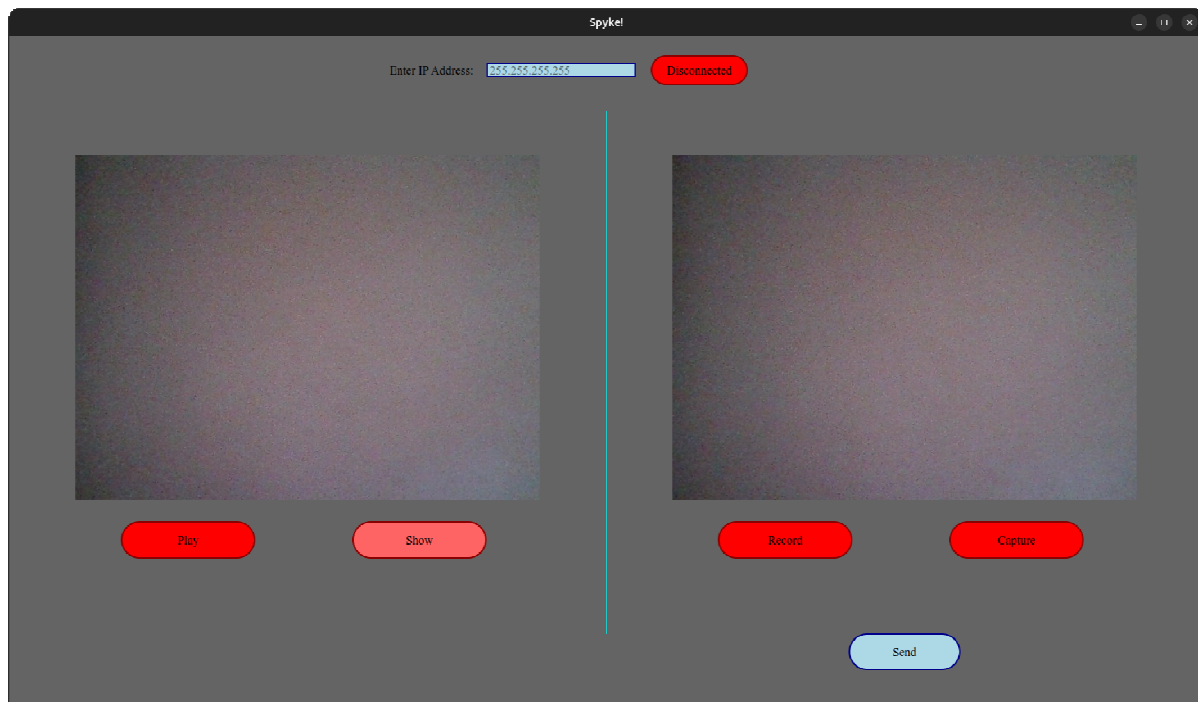 Spyke!
Enter IP Address: 255.255.255.255 Disconnected
Play Show Record Capture
Send